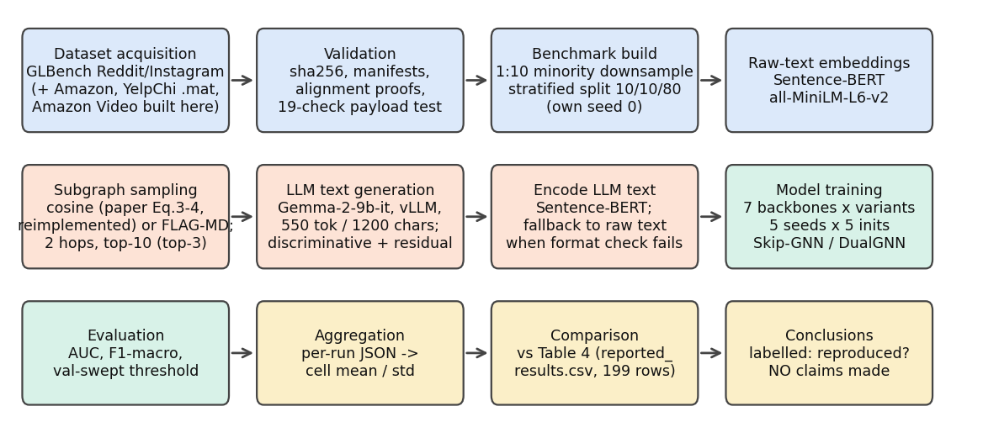 Dataset acquisition
GLBench Reddit/Instagram
(+ Amazon, YelpChi .mat,
Amazon Video built here)
Validation
sha256, manifests,
alignment proofs,
19-check payload test
Benchmark build
1:10 minority downsample
stratified split 10/10/80
(own seed 0)
Raw-text embeddings
Sentence-BERT
all-MiniLM-L6-v2
Subgraph sampling
cosine (paper Eq.3-4,
reimplemented) or FLAG-MD;
2 hops, top-10 (top-3)
LLM text generation
Gemma-2-9b-it, vLLM,
550 tok / 1200 chars;
discriminative + residual
Encode LLM text
Sentence-BERT;
fallback to raw text
when format check fails
Model training
7 backbones x variants
5 seeds x 5 inits
Skip-GNN / DualGNN
Evaluation
AUC, F1-macro,
val-swept threshold
Aggregation
per-run JSON ->
cell mean / std
Comparison
vs Table 4 (reported_
results.csv, 199 rows)
Conclusions
labelled: reproduced?
NO claims made